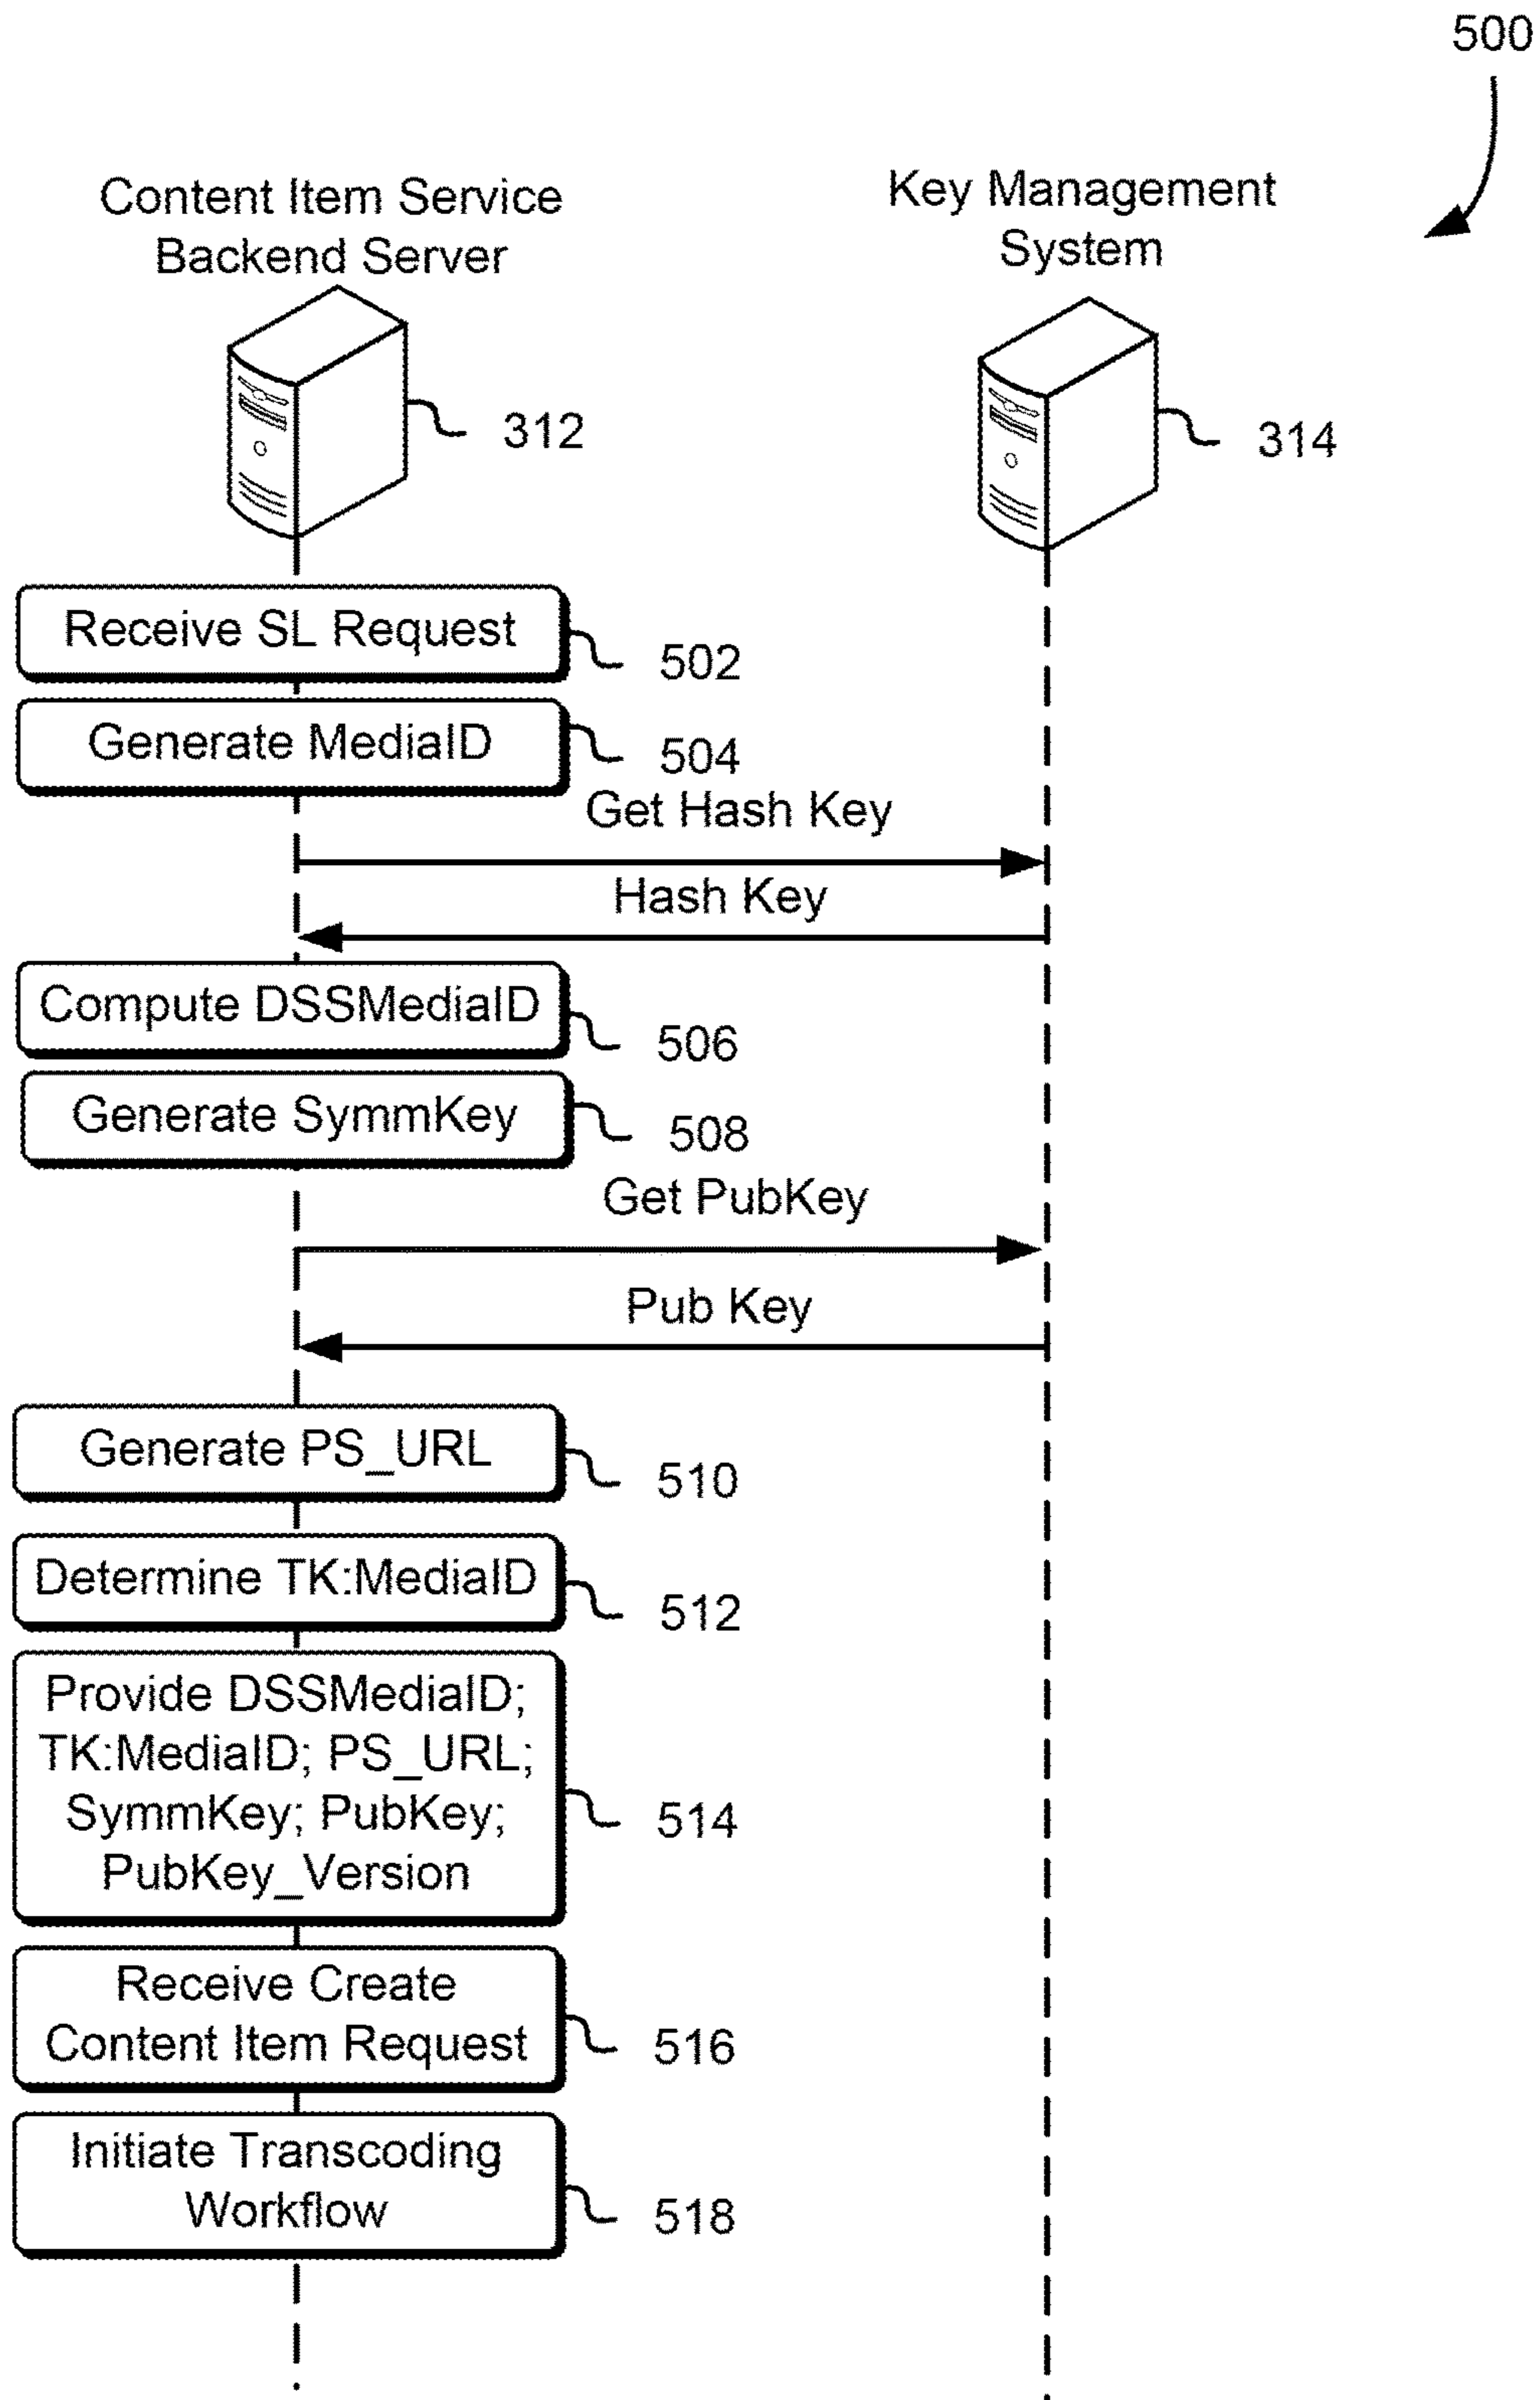 500
Content Item Service
Backend Server
Key Management
System
312
314
Receive SL Request
502
Generate MediaID
504
Get Hash Key
Hash Key
Compute DSSMediaID
506
Generate SymmKey
508
Get PubKey
Pub Key
Generate PS_URL
510
Determine TK:MediaID
512
Provide DSSMediaID;
TK:MediaID; PS_URL;
SymmKey; PubKey;
PubKey_Version
514
Receive Create
Content Item Request
516
Initiate Transcoding
Workflow
518